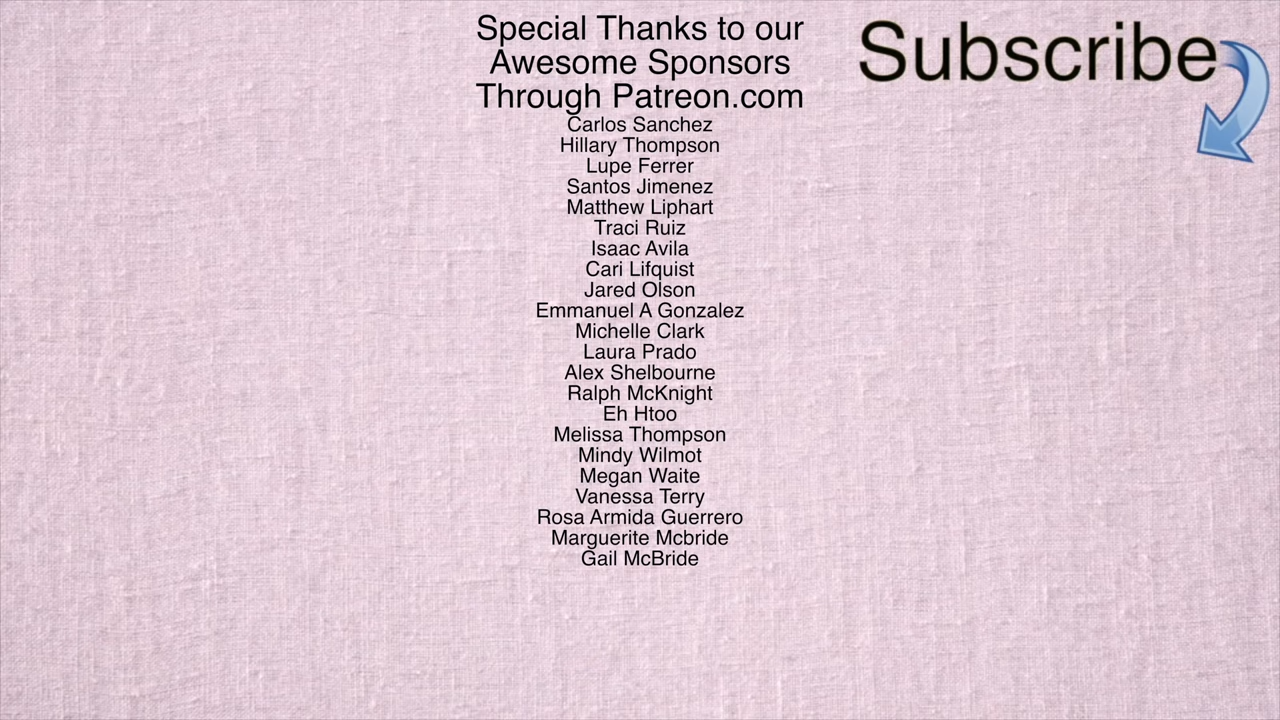 Special Thanks to our
Awesome Sponsors
Through Patreon.com
Carlos Sanchez
Hillary Thompson
Lupe Ferrer
Santos Jimenez
Matthew Liphart
Traci Ruiz
Isaac Avila
Cari Lifquist
Jared Olson
Emmanuel A Gonzalez
Michelle Clark
Laura Prado
Alex Shelbourne
Ralph McKnight
Eh Htoo
Melissa Thompson
Mindy Wilmot
Megan Waite
Vanessa Terry
Rosa Armida Guerrero
Marguerite Mcbride
Gail McBride
Subscribe